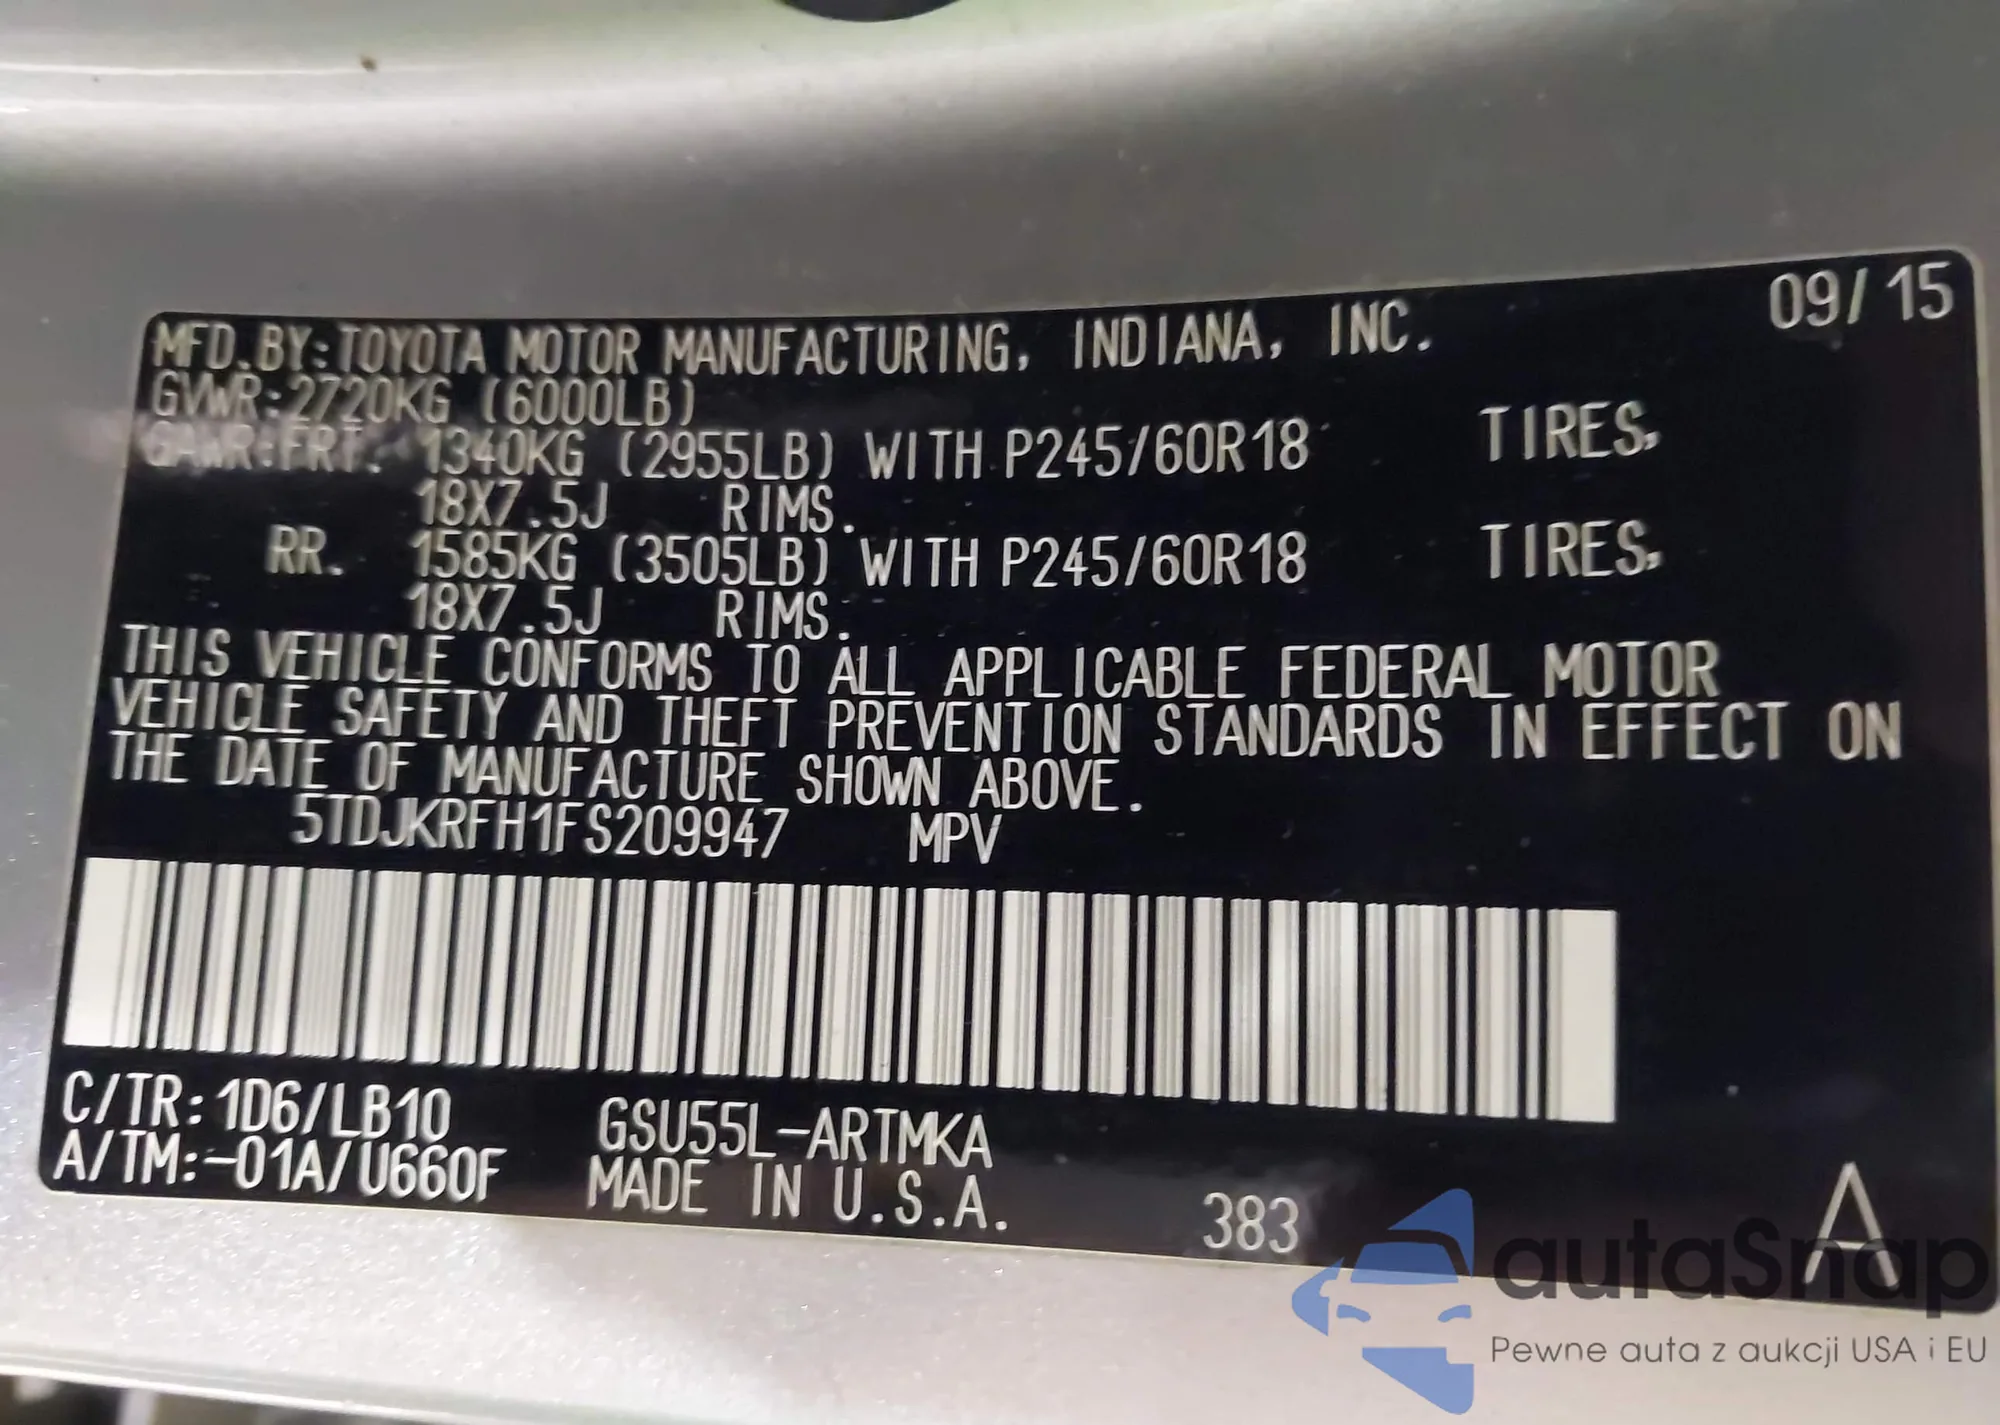 09/15
MFD.BY:TOYOTA MOTOR MANUFACTURING, INDIANA, INC.
GVWR:2720KG (6000LB)
GAWR:FRT. 1340KG (2955LB) WITH P245/60R18 TIRES,
18X7.5J RIMS.
RR. 1585KG (3505LB) WITH P245/60R18 TIRES,
18X7.5J RIMS.
THIS VEHICLE CONFORMS TO ALL APPLICABLE FEDERAL MOTOR
VEHICLE SAFETY AND THEFT PREVENTION STANDARDS IN EFFECT ON
THE DATE OF MANUFACTURE SHOWN ABOVE.
5TDJKRFH1FS209947 MPV
C/TR:1D6/LB10 GSU55L-ARTMKA
A/TM:-01A/U660F MADE IN U.S.A. 383 A
autaSnap
Pewne auta z aukcji USA i EU